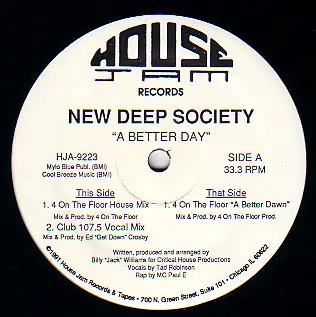 HOUSE
JAM
RECORDS
NEW DEEP SOCIETY
"A BETTER DAY"
HJA-9223
Mylo Blue Publ. (BMI)
Cool Breeze Music (BMI)
SIDE A
33.3 RPM
This Side
1. 4 On The Floor House Mix
Mix & Prod. by 4 On The Floor
2. Club 107.5 Vocal Mix
Mix & Prod. by Ed "Get Down" Crosby
That Side
1. 4 On The Floor "A Better Dawn"
Mix & Prod. by 4 On The Floor Prod.
Written, produced and arranged by
Billy "Jack" Williams for Critical House Productions
Vocals by Tad Robinson
Rap by MC Paul E
©1991 House Jam Records & Tapes • 700 N. Green Street, Suite 101 • Chicago, IL 60622